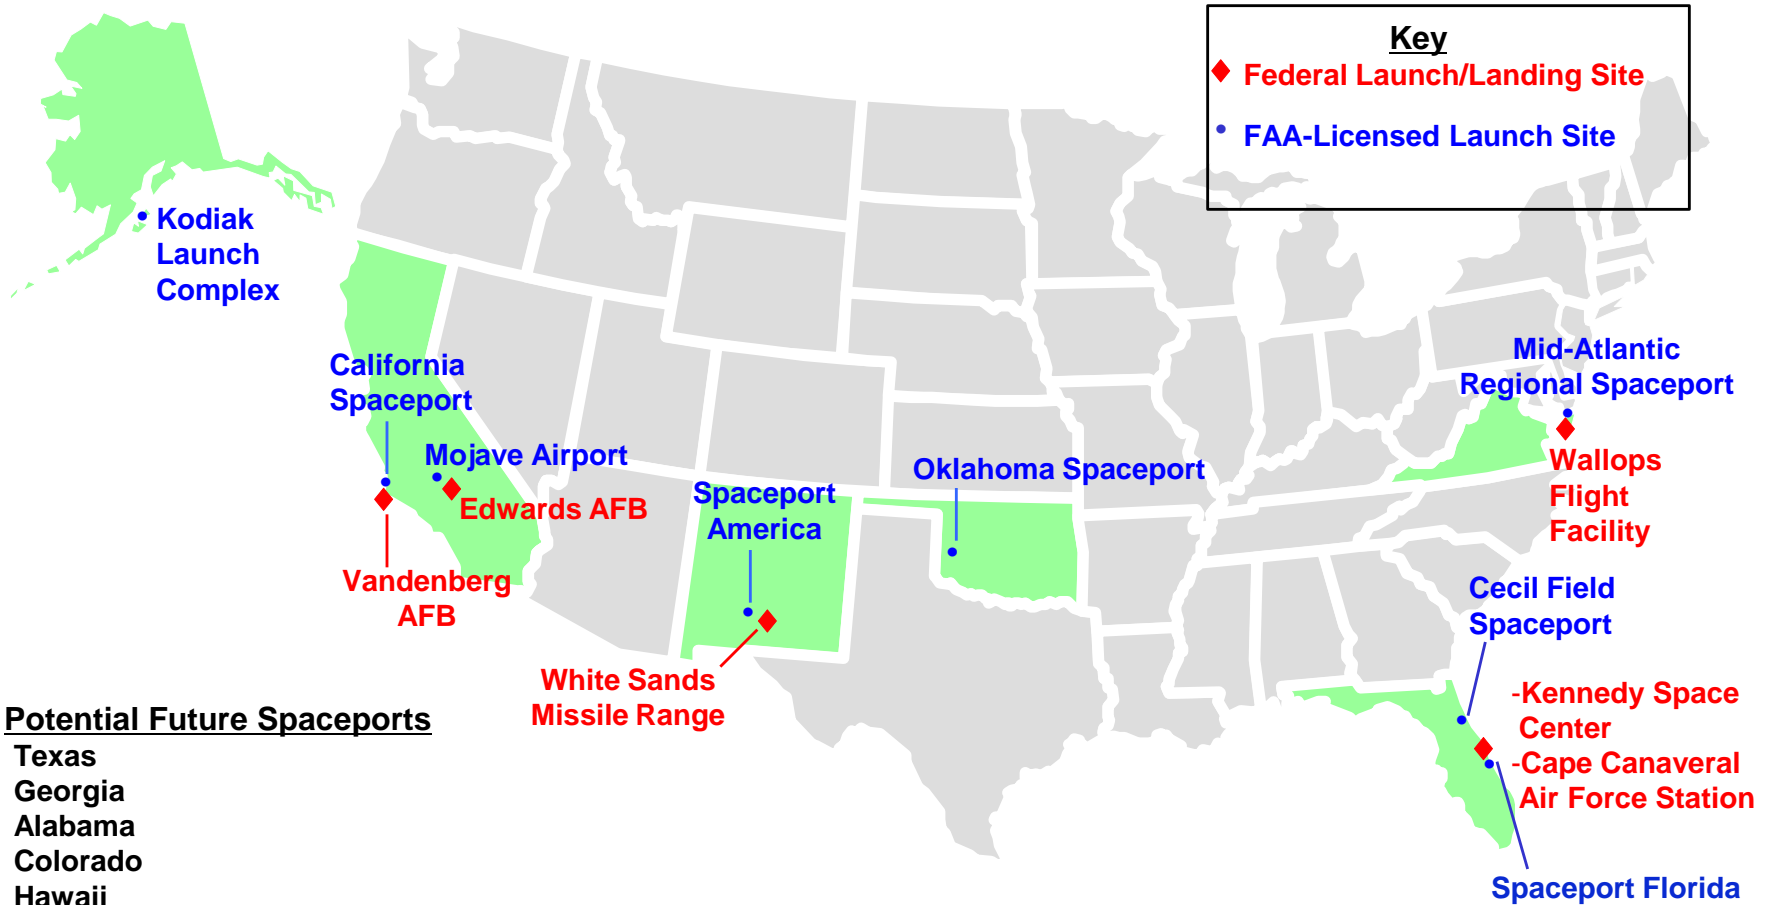 Key
Federal Launch/Landing Site
FAA-Licensed Launch Site
Kodiak
Launch
Complex
California
Spaceport
Mojave Airport
Edwards AFB
Vandenberg
AFB
Spaceport
America
White Sands
Missile Range
Oklahoma Spaceport
Mid-Atlantic
Regional Spaceport
Wallops
Flight
Facility
Cecil Field
Spaceport
-Kennedy Space
Center
-Cape Canaveral
Air Force Station
Spaceport Florida
Potential Future Spaceports
Texas
Georgia
Alabama
Colorado
Hawaii